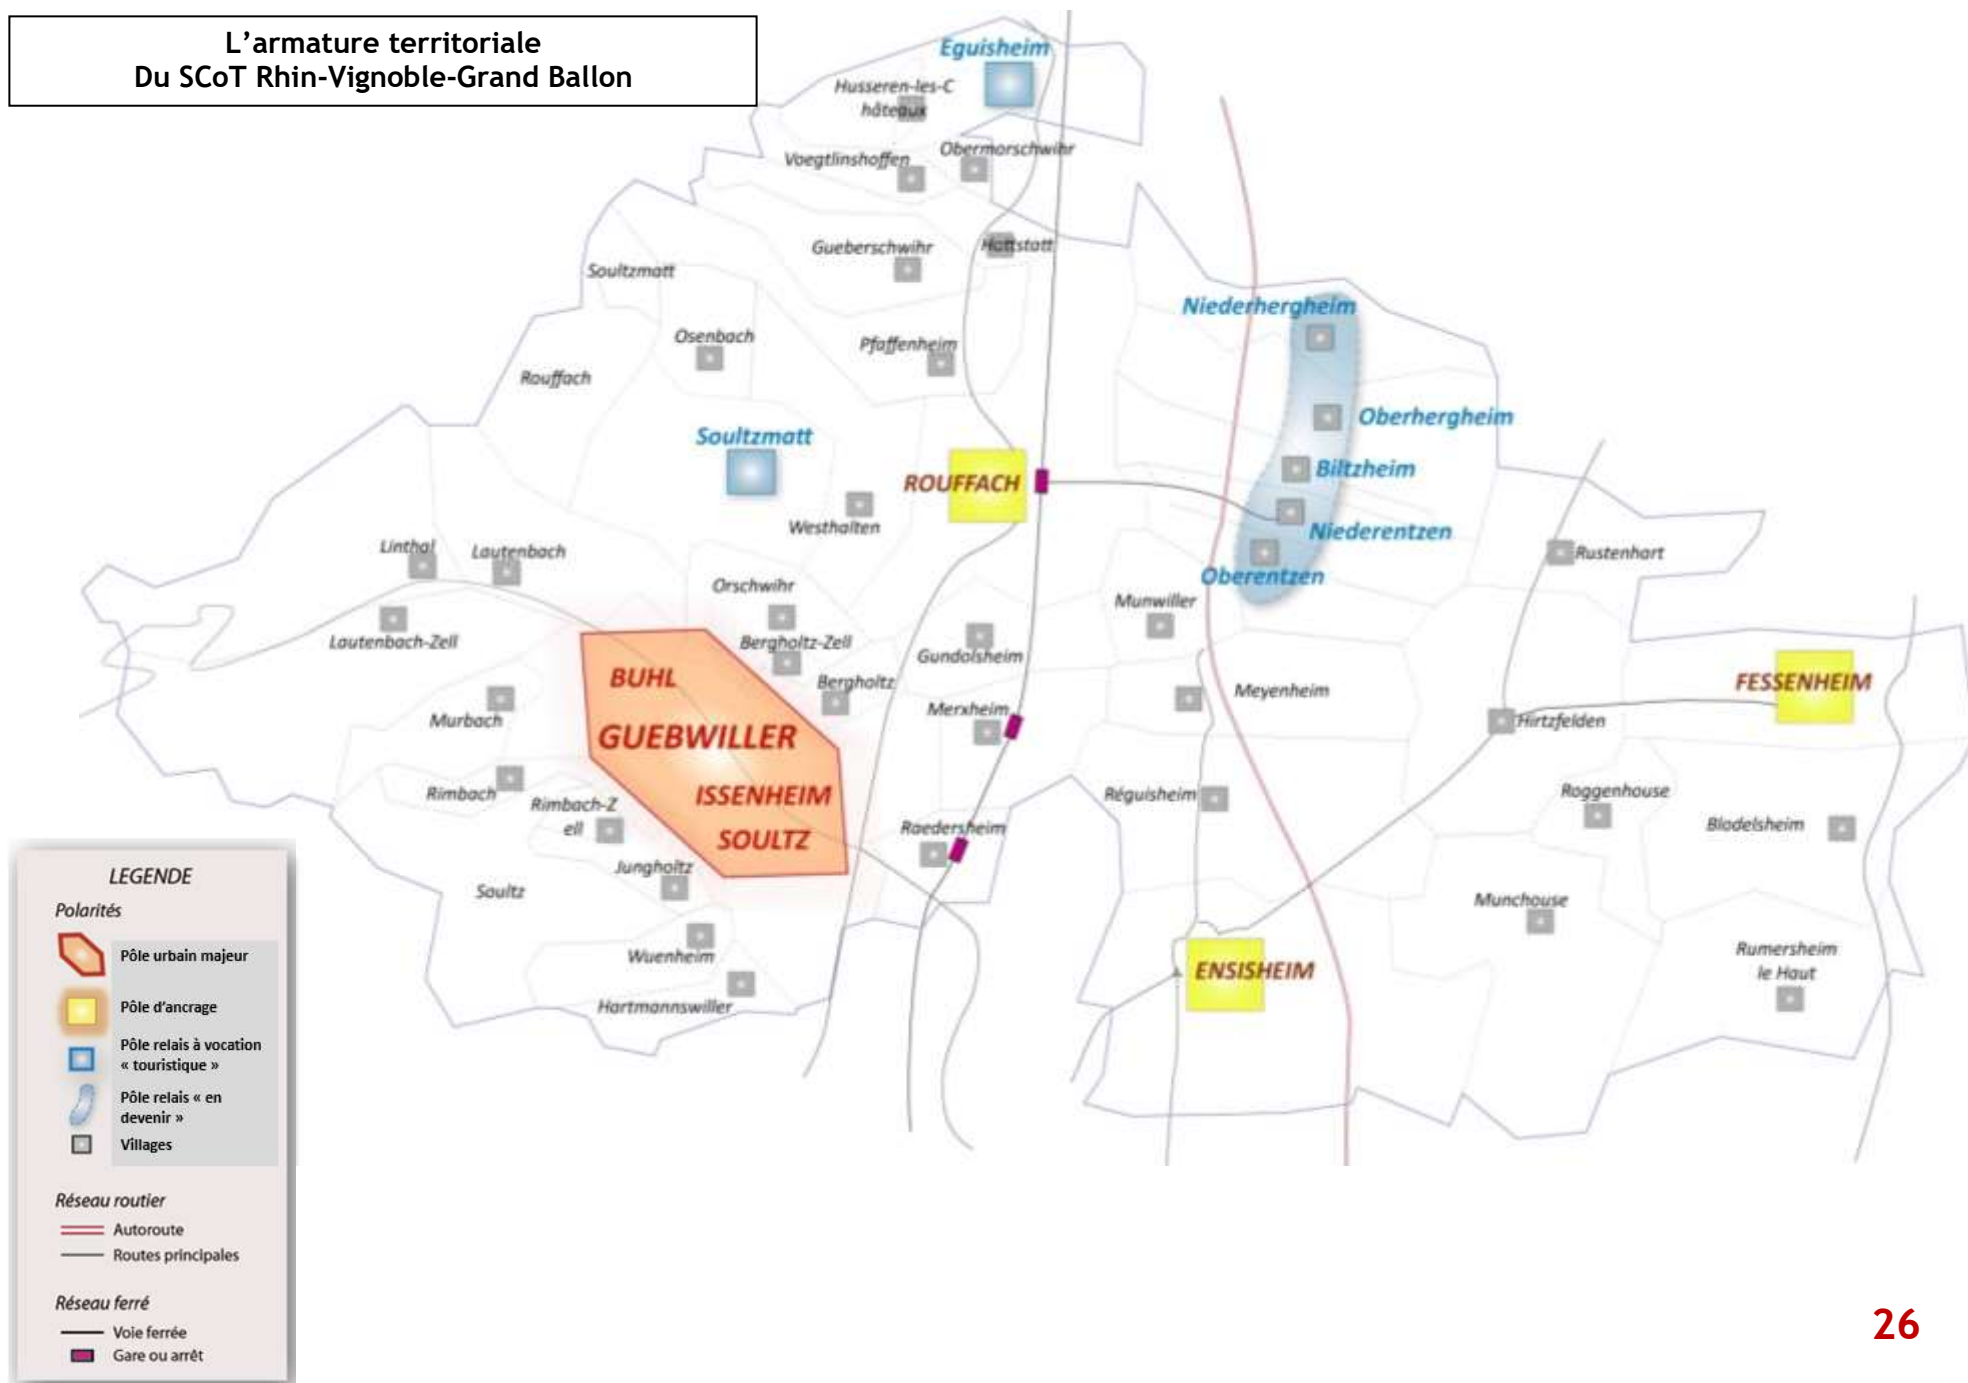 L'armature territoriale
Du SCoT Rhin-Vignoble-Grand Ballon
Eguisheim
Husseren-les-C
hâteaux
Voegtlinshoffen
Obermorschwihr
Gueberschwihr
Hattstatt
Soultzmatt
Niederhergheim
Osenbach
Pfaffenheim
Rouffach
Oberhergheim
Soultzmatt
Biltzheim
ROUFFACH
Westhalten
Niederentzen
Linthal
Lautenbach
Rustenhart
Oberentzen
Orschwihr
Munwiller
Lautenbach-Zell
Bergholtz-Zell
Gundolsheim
BUHL
Bergholtz
FESSENHEIM
Meyenheim
Merxheim
Murbach
Hirtzfelden
GUEBWILLER
Rimbach
ISSENHEIM
Réguisheim
Roggenhouse
Rimbach-Z
ell
Raedersheim
Blodelsheim
SOULTZ
Jungholtz
Soultz
Munchouse
Wuenheim
Rumersheim
le Haut
ENSISHEIM
Hartmannswiller
LEGENDE
Polarités
Pôle urbain majeur
Pôle d'ancrage
Pôle relais à vocation
« touristique »
Pôle relais « en
devenir »
Villages
Réseau routier
Autoroute
Routes principales
Réseau ferré
Voie ferrée
Gare ou arrêt
26